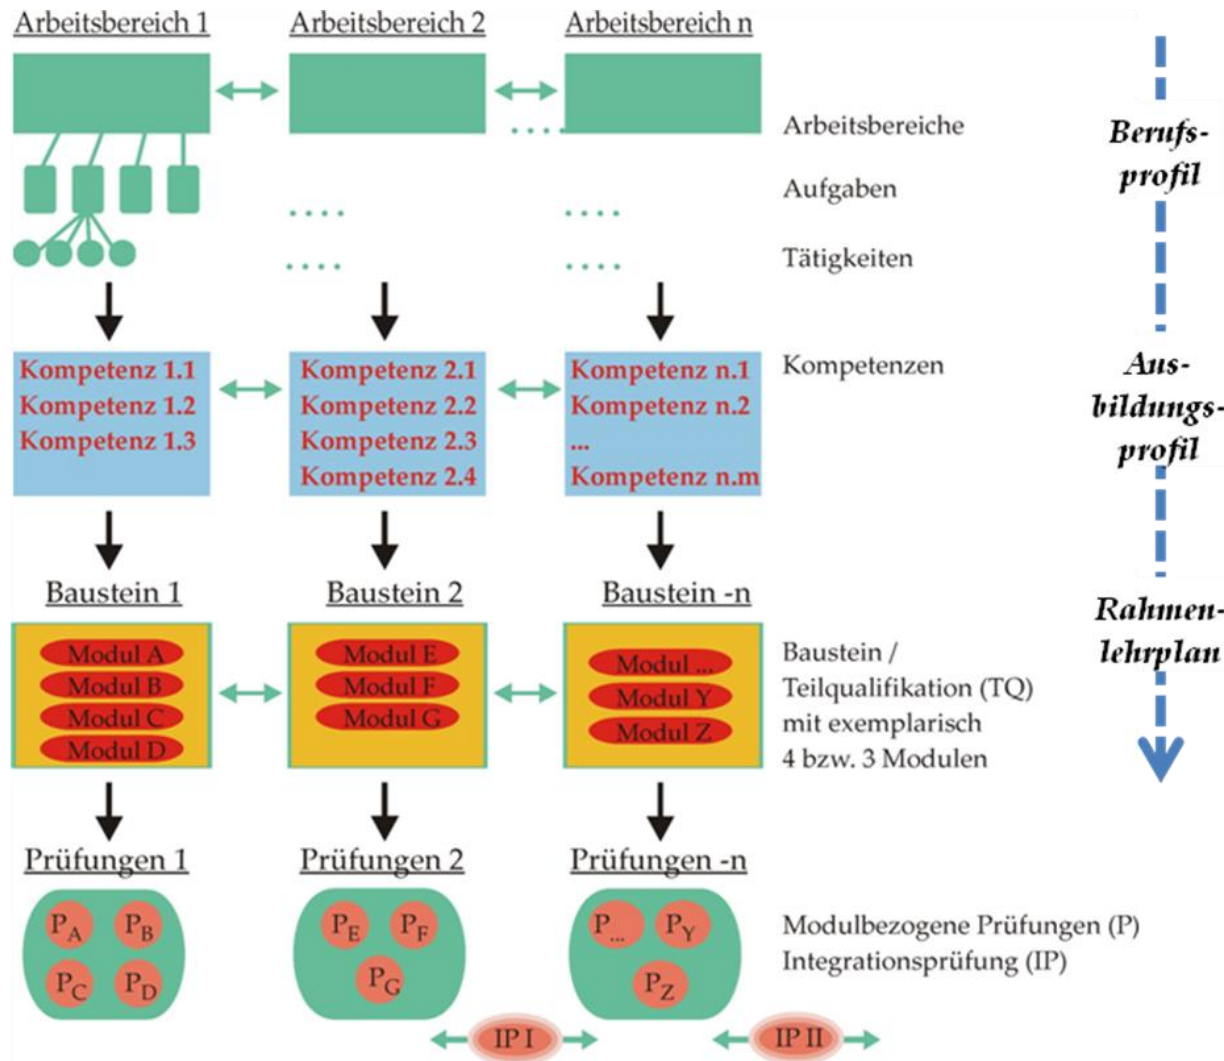 Arbeitsbereich 1
Arbeitsbereich 2
Arbeitsbereich n
....
Arbeitsbereiche
Berufs-
profil
Aufgaben
....
....
Tätigkeiten
....
....
Kompetenz 1.1
Kompetenz 1.2
Kompetenz 1.3
Kompetenz 2.1
Kompetenz 2.2
Kompetenz 2.3
Kompetenz 2.4
Kompetenz n.1
Kompetenz n.2
...
Kompetenz n.m
Kompetenzen
Aus-
bildungs-
profil
Baustein 1
Baustein 2
Baustein -n
Modul A
Modul B
Modul C
Modul D
Modul E
Modul F
Modul G
Modul ...
Modul Y
Modul Z
Baustein /
Teilqualifikation (TQ)
mit exemplarisch
4 bzw. 3 Modulen
Rahmen-
lehrplan
Prüfungen 1
Prüfungen 2
Prüfungen -n
PA PB
PC PD
PE PF
PG
P... PY
PZ
Modulbezogene Prüfungen (P)
Integrationsprüfung (IP)
IP I
IP II